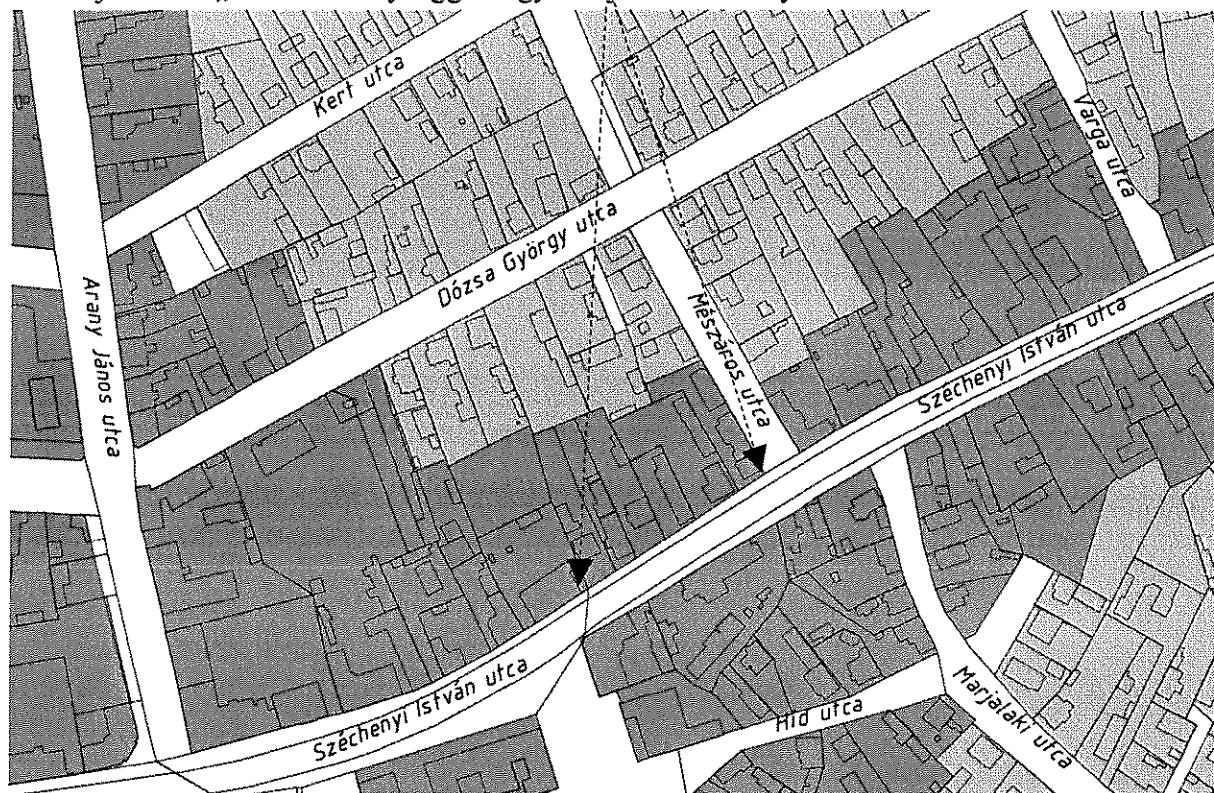 Kert utca
Varga utca
Dózsa György utca
Arany János utca
Mészáros utca
Széchenyi István utca
Széchenyi István utca
Híd utca
Marjalaki utca